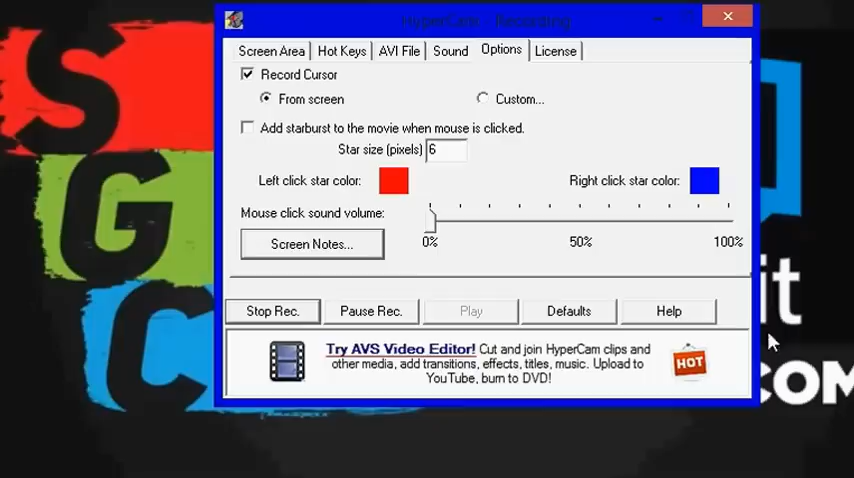 HyperCam - Recording
Screen Area Hot Keys AVI File Sound Options License
Record Cursor
From screen Custom...
Add starburst to the movie when mouse is clicked.
Star size (pixels) 6
Left click star color: Right click star color:
Mouse click sound volume:
Screen Notes...
0% 50% 100%
Stop Rec. Pause Rec. Play Defaults Help
Try AVS Video Editor! Cut and join HyperCam clips and
other media, add transitions, effects, titles, music. Upload to
YouTube, burn to DVD!
HOT
S
G
C
it
COM